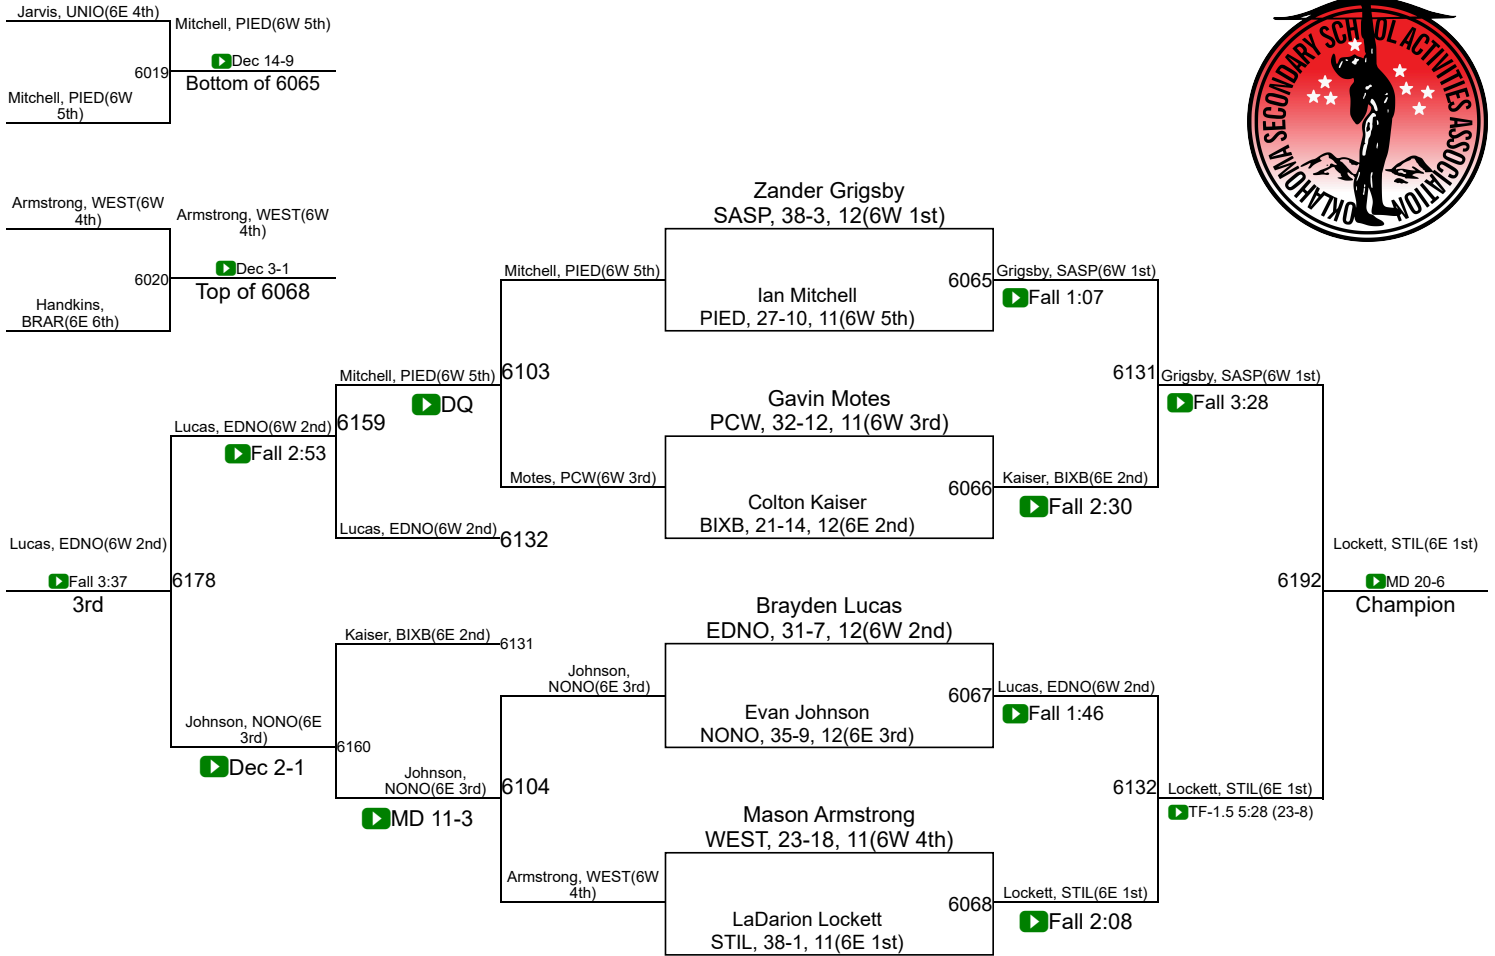 Jarvis, UNIO(6E 4th)
Mitchell, PIED(6W 5th)
Dec 14-9
6019
Bottom of 6065
Mitchell, PIED(6W
5th)
OKLAHOMA SECONDARY SCHOOL ACTIVITIES ASSOCIATION
Armstrong, WEST(6W
4th)
Armstrong, WEST(6W
4th)
Dec 3-1
6020
Top of 6068
Handkins,
BRAR(6E 6th)
Zander Grigsby
SASP, 38-3, 12(6W 1st)
Mitchell, PIED(6W 5th)
6065
Grigsby, SASP(6W 1st)
Fall 1:07
Ian Mitchell
PIED, 27-10, 11(6W 5th)
Mitchell, PIED(6W 5th)
6103
DQ
6131
Grigsby, SASP(6W 1st)
Fall 3:28
Gavin Motes
PCW, 32-12, 11(6W 3rd)
Lucas, EDNO(6W 2nd)
6159
Fall 2:53
Motes, PCW(6W 3rd)
6066
Kaiser, BIXB(6E 2nd)
Fall 2:30
Colton Kaiser
BIXB, 21-14, 12(6E 2nd)
Lucas, EDNO(6W 2nd)
6132
Lucas, EDNO(6W 2nd)
Fall 3:37
3rd
6178
6192
Lockett, STIL(6E 1st)
MD 20-6
Champion
Brayden Lucas
EDNO, 31-7, 12(6W 2nd)
Kaiser, BIXB(6E 2nd)
6131
Johnson,
NONO(6E 3rd)
6067
Lucas, EDNO(6W 2nd)
Fall 1:46
Evan Johnson
NONO, 35-9, 12(6E 3rd)
Johnson, NONO(6E
3rd)
6160
Dec 2-1
Johnson,
NONO(6E 3rd)
6104
MD 11-3
6132
Lockett, STIL(6E 1st)
TF-1.5 5:28 (23-8)
Mason Armstrong
WEST, 23-18, 11(6W 4th)
Armstrong, WEST(6W
4th)
6068
Lockett, STIL(6E 1st)
Fall 2:08
LaDarion Lockett
STIL, 38-1, 11(6E 1st)